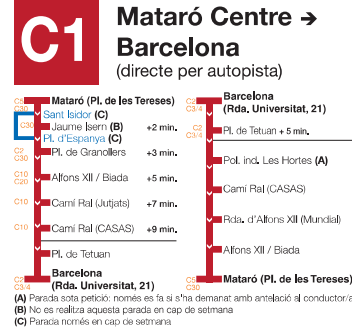 C1
Mataró Centre →
Barcelona
(directe per autopista)
C5
C30
Mataró (Pl. de les Tereses)
Sant Isidor (C)
C30
Jaume Isern (B) +2 min.
Pl. d'Espanya (C)
C2
C30
Pl. de Granollers +3 min.
C10
C20
Alfons XII / Biada +5 min.
C10
Camí Ral (Jutjats) +7 min.
C10
Camí Ral (CASAS) +9 min.
Pl. de Tetuan
C2
C3/4
Barcelona
(Rda. Universitat, 21)
C2
C3/4
Barcelona
(Rda. Universitat, 21)
C2
C3/4
Pl. de Tetuan + 5 min.
Pol. ind. Les Hortes (A)
Camí Ral (CASAS)
Rda. d'Alfons XII (Mundial)
Alfons XII / Biada
C5
C30
Mataró (Pl. de les Tereses)
(A) Parada sota petició: només es fa si s'ha demanat amb antelació al conductor/a
(B) No es realitza aquesta parada en cap de setmana
(C) Parada només en cap de setmana